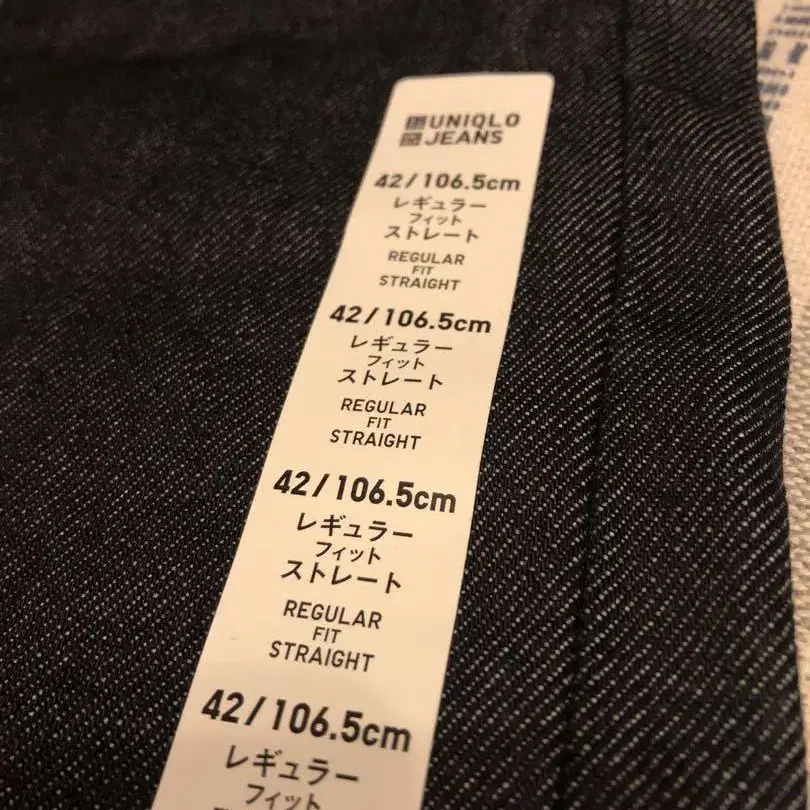 UNIQLO
JEANS
42/106.5cm
レギュラー
フィット
ストレート
REGULAR
FIT
STRAIGHT
42/106.5cm
レギュラー
フィット
ストレート
REGULAR
FIT
STRAIGHT
42/106.5cm
レギュラー
フィット
ストレート
REGULAR
FIT
STRAIGHT
42/106.5cm
レギュラー
フィット